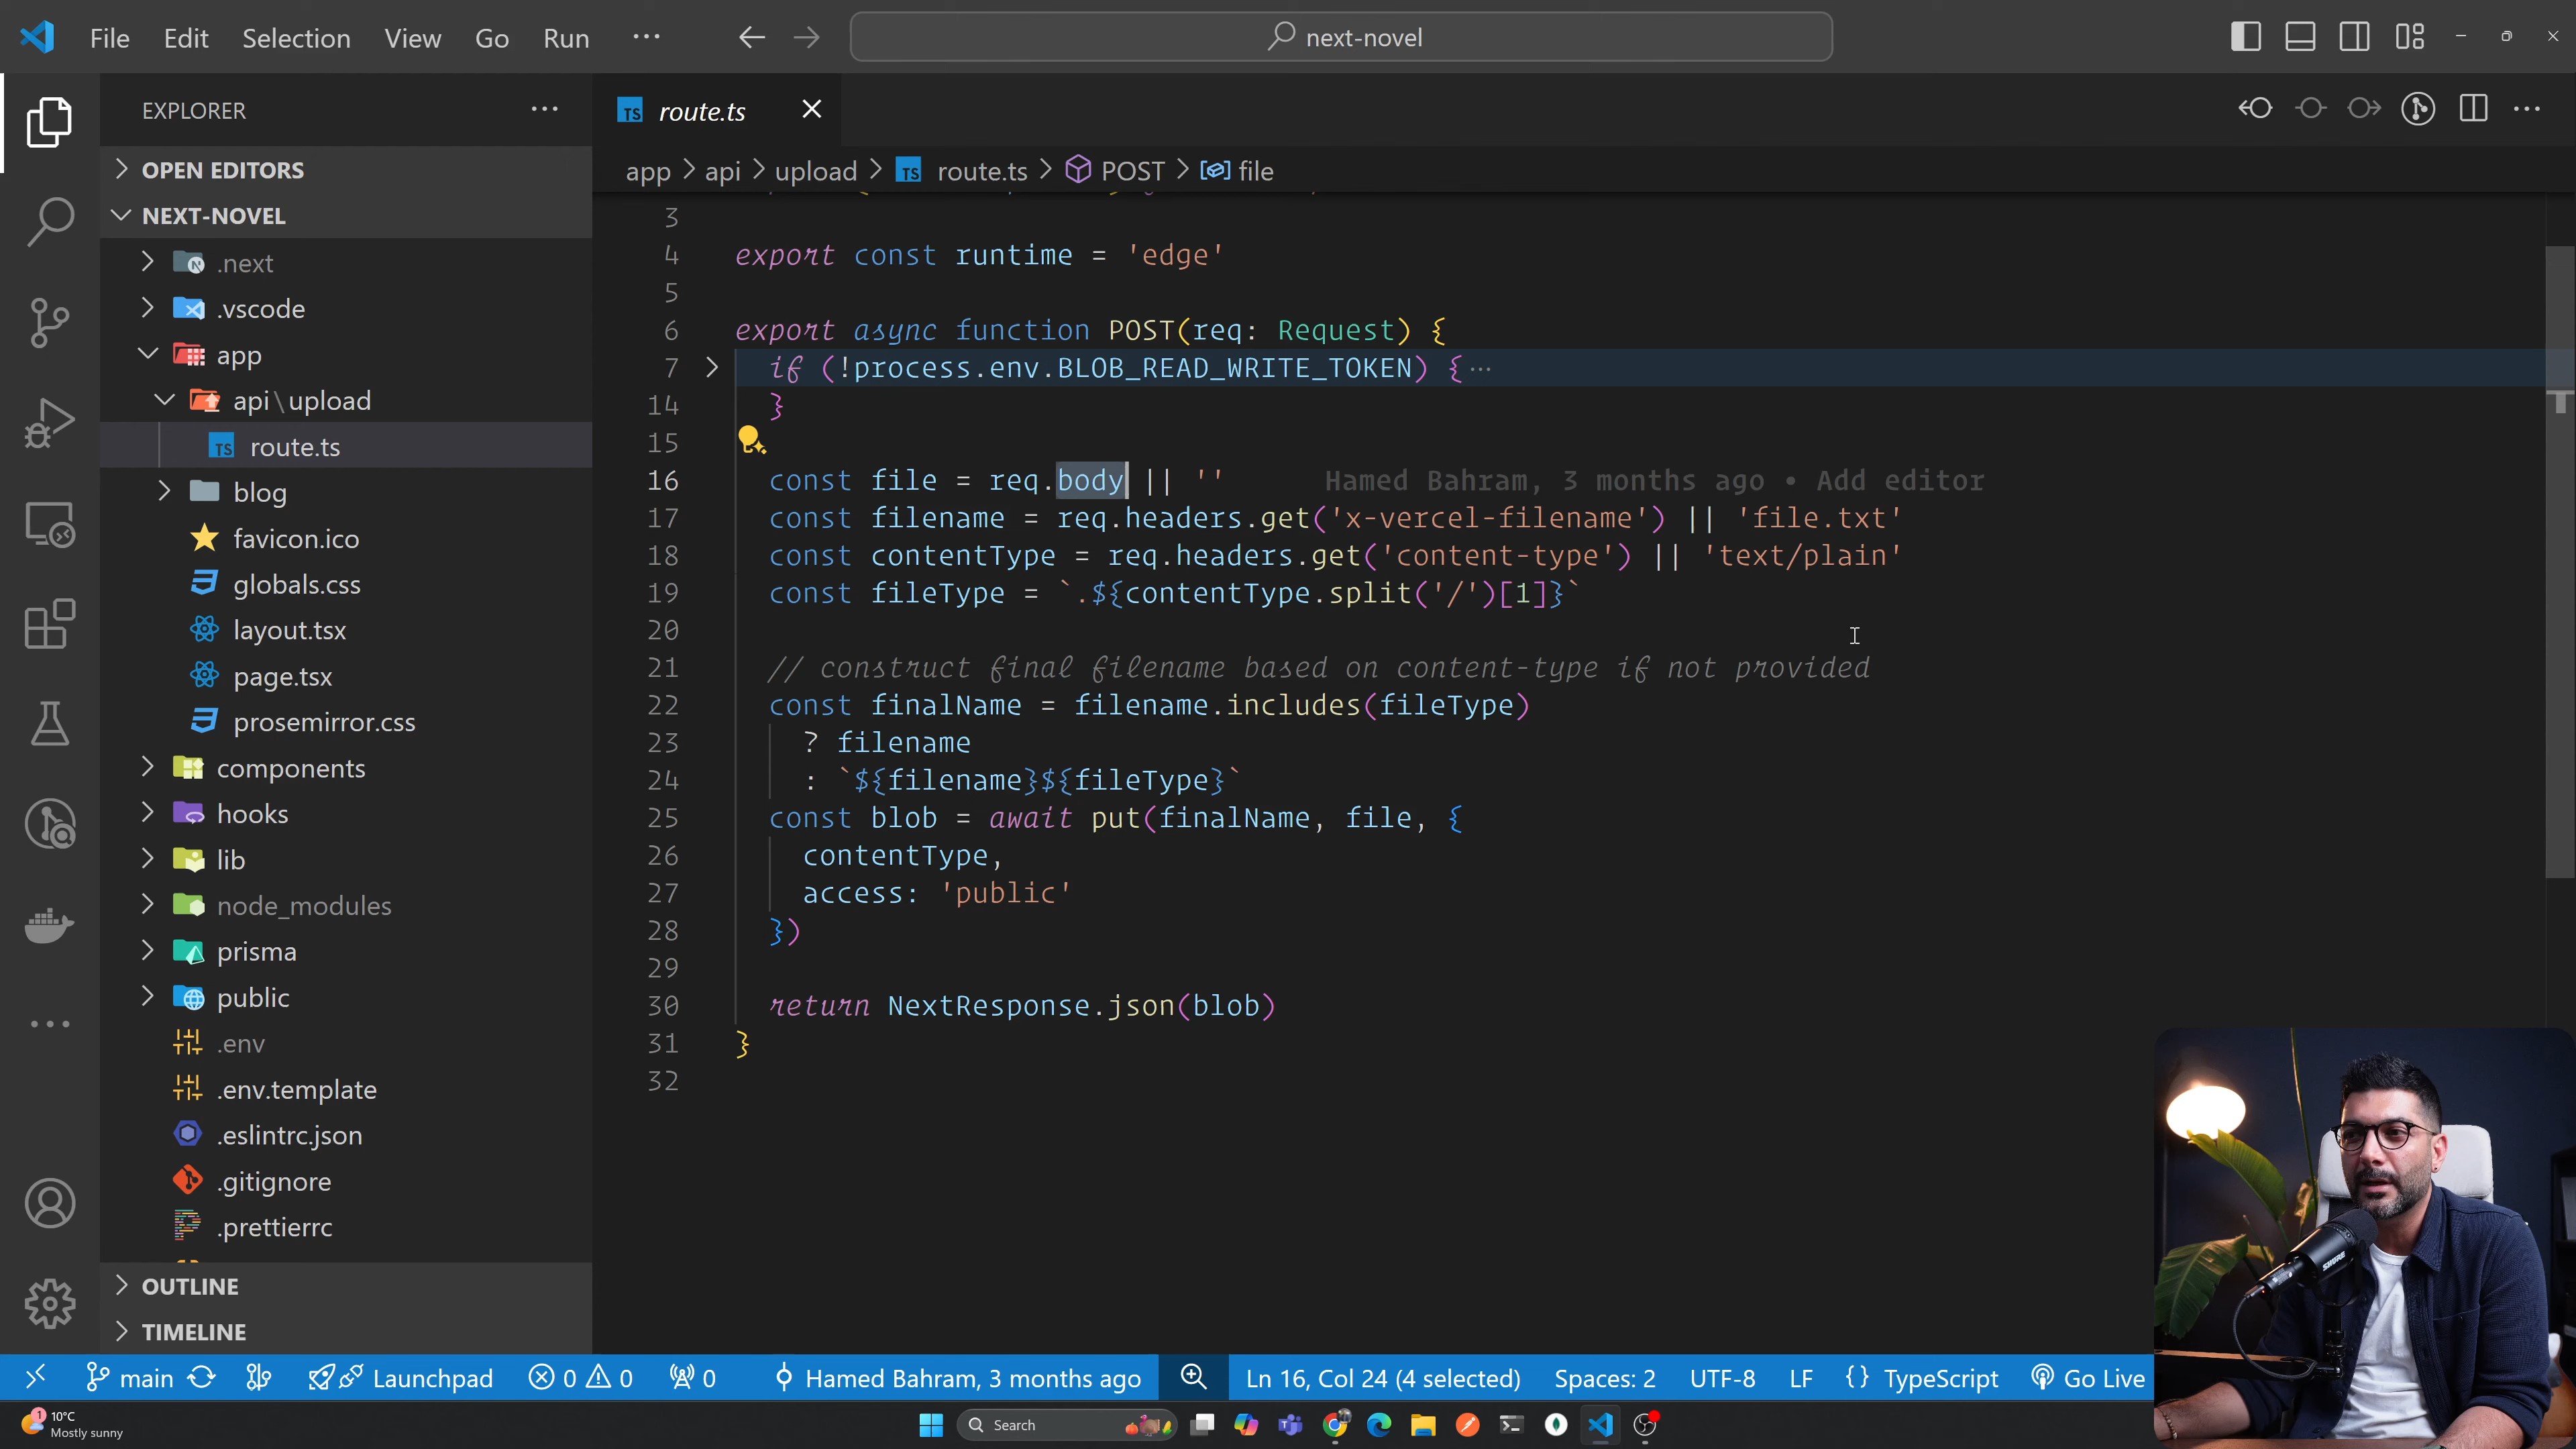 File Edit Selection View Go Run ···
next-novel
EXPLORER ···
route.ts
OPEN EDITORS
app > api > upload > TS route.ts > POST > file
NEXT-NOVEL
.next
.vscode
app
api\upload
TS route.ts
blog
favicon.ico
globals.css
layout.tsx
page.tsx
prosemirror.css
components
hooks
lib
node_modules
prisma
public
.env
.env.template
.eslintrc.json
.gitignore
.prettierrc
OUTLINE
TIMELINE
3
4 export const runtime = 'edge'
5
6 export async function POST(req: Request) {
7 if (!process.env.BLOB_READ_WRITE_TOKEN) {···
14 }
15
16 const file = req.body || '' Hamed Bahram, 3 months ago • Add editor
17 const filename = req.headers.get('x-vercel-filename') || 'file.txt'
18 const contentType = req.headers.get('content-type') || 'text/plain'
19 const fileType = `.${contentType.split('/')[1]}`
20
21 // construct final filename based on content-type if not provided
22 const finalName = filename.includes(fileType)
23 ? filename
24 : `${filename}${fileType}`
25 const blob = await put(finalName, file, {
26 contentType,
27 access: 'public'
28 })
29
30 return NextResponse.json(blob)
31 }
32
main Launchpad 0 0 0 Hamed Bahram, 3 months ago Ln 16, Col 24 (4 selected) Spaces: 2 UTF-8 LF {} TypeScript Go Live
1 10°C
Mostly sunny
Search
SHURE